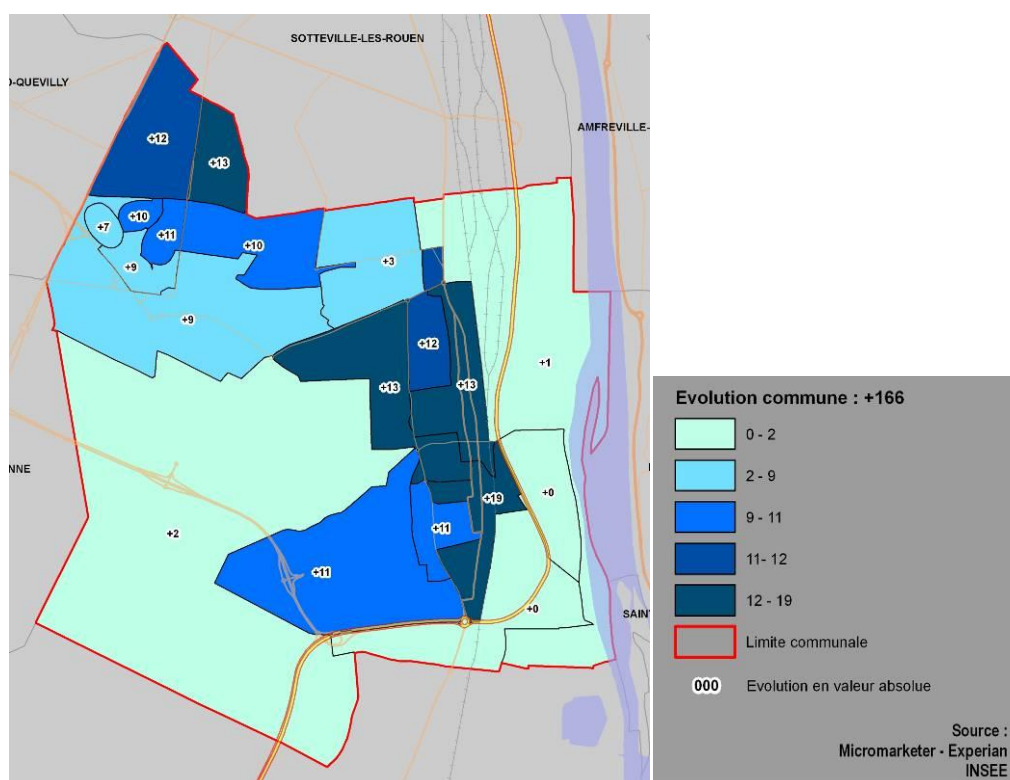 SOTTEVILLE-LES-ROUEN
-QUEVILLY
AMFREVILLE-
+12
+13
+10
+7
+11
+10
+9
+3
+9
+12
+13
+13
+1
+19
+0
+11
+2
+11
+0
NNE
SAIN
Evolution commune : +166
0 - 2
2 - 9
9 - 11
11- 12
12 - 19
Limite communale
000 Evolution en valeur absolue
Source :
Micromarketer - Experian
INSEE